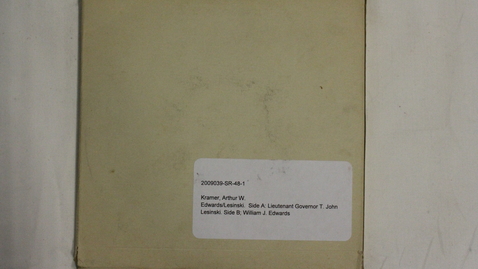 2009039-SR-48-1
Kramer, Arthur W.
Edwards/Lesinski. Side A: Lieutenant Governor T. John
Lesinski. Side B; William J. Edwards